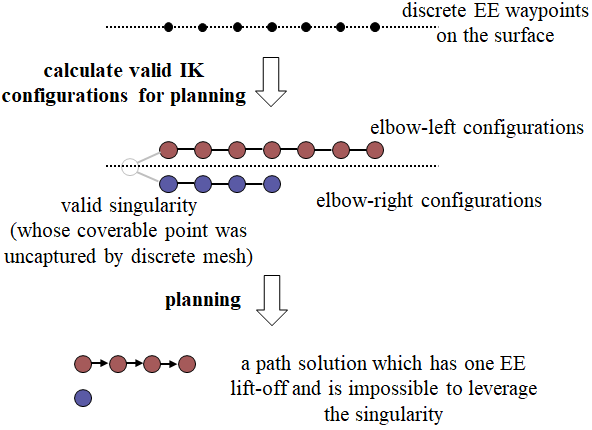 discrete EE waypoints
on the surface
calculate valid IK
configurations for planning
elbow-left configurations
elbow-right configurations
valid singularity
(whose coverable point was
uncaptured by discrete mesh)
planning
a path solution which has one EE
lift-off and is impossible to leverage
the singularity